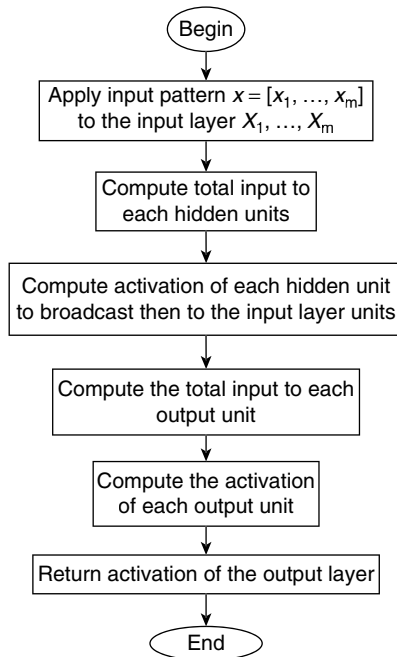 Begin
Apply input pattern x = [x1, …, xm]
to the input layer X1, …, Xm
Compute total input to
each hidden units
Compute activation of each hidden unit
to broadcast then to the input layer units
Compute the total input to each
output unit
Compute the activation
of each output unit
Return activation of the output layer
End